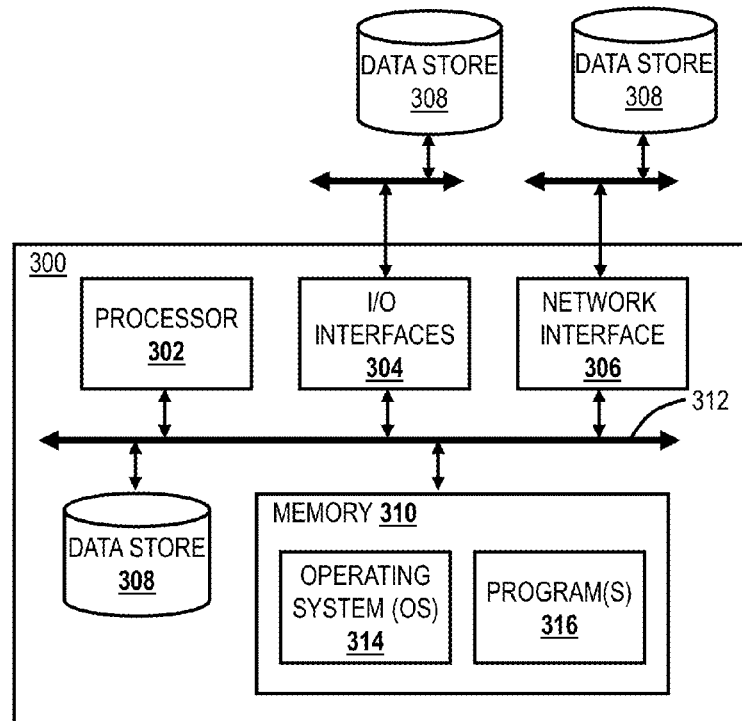 DATA STORE
308
DATA STORE
308
300
PROCESSOR
302
I/O
INTERFACES
304
NETWORK
INTERFACE
306
312
DATA STORE
308
MEMORY 310
OPERATING
SYSTEM (OS)
314
PROGRAM(S)
316